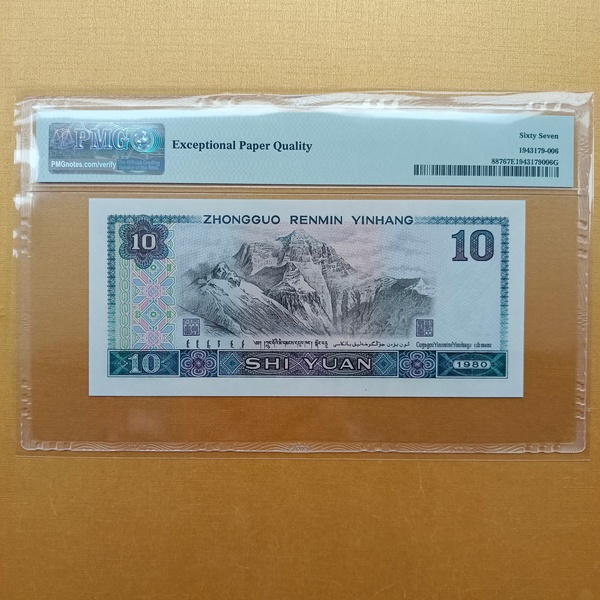 PMG
PMGnotes.com/verify
Exceptional Paper Quality
Sixty Seven
1943179-006
88767E1943179006G
ZHONGGUO RENMIN YINHANG
10
10
10
SHI YUAN
1980